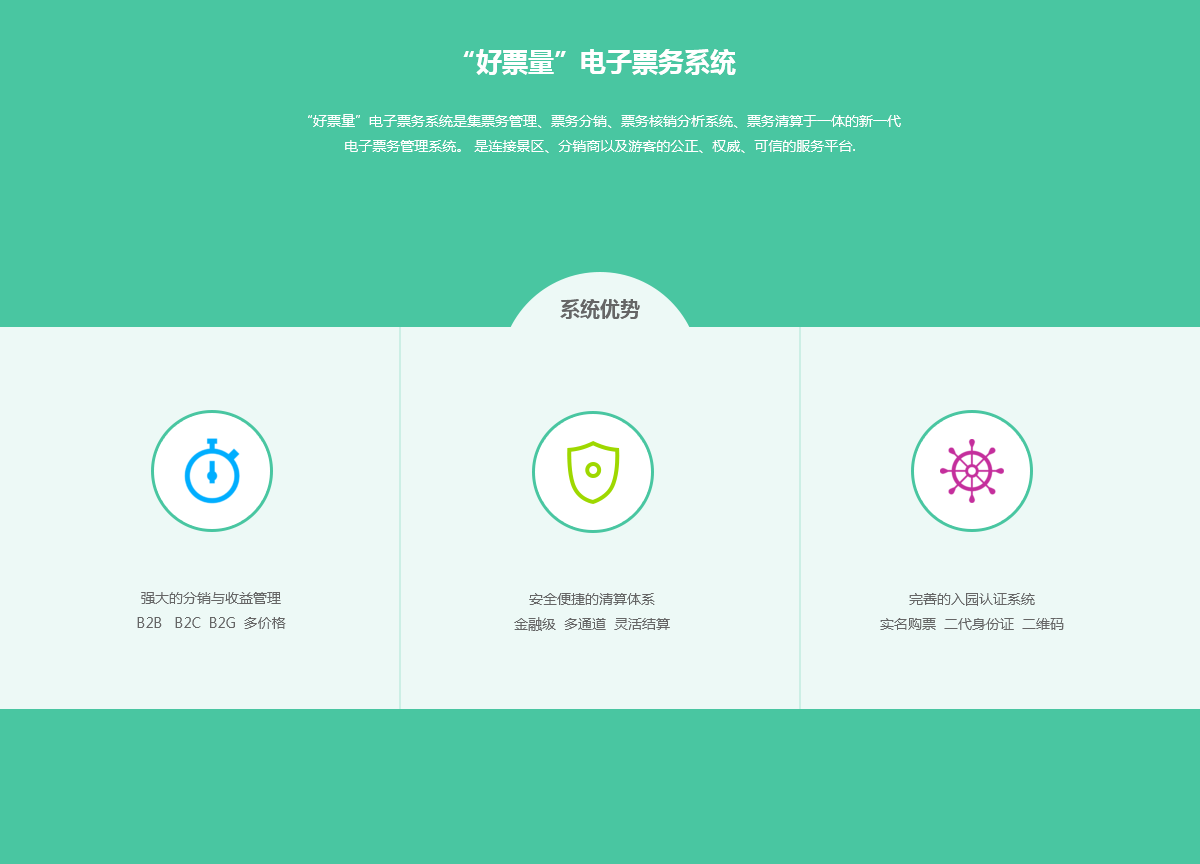 “好票量”电子票务系统
“好票量”电子票务系统是集票务管理、票务分销、票务核销分析系统、票务清算于一体的新一代
电子票务管理系统。 是连接景区、分销商以及游客的公正、权威、可信的服务平台.
系统优势
强大的分销与收益管理
B2B B2C B2G 多价格
安全便捷的清算体系
金融级 多通道 灵活结算
完善的入园认证系统
实名购票 二代身份证 二维码